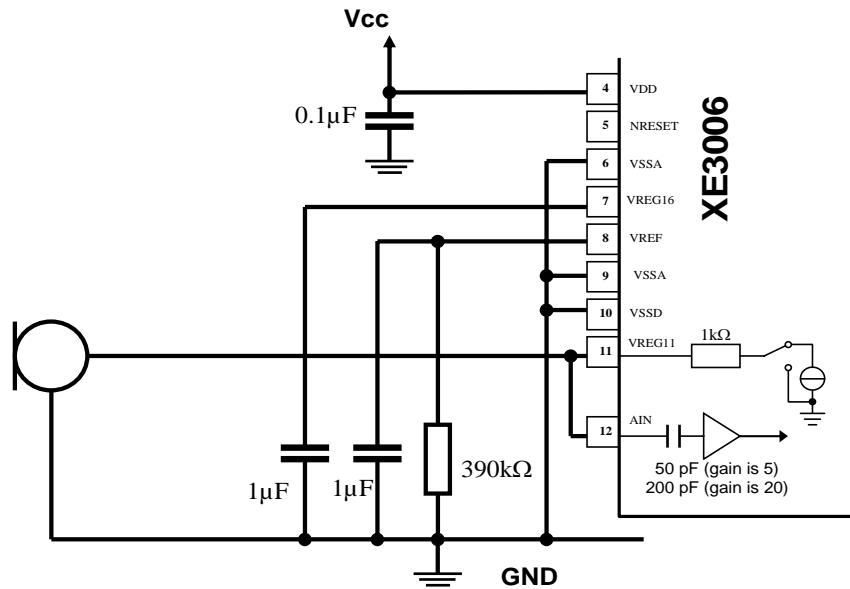 Vcc
4 VDD
0.1µF
5 NRESET
6 VSSA
XE3006
7 VREG16
8 VREF
9 VSSA
10 VSSD
11 VREG11
1kΩ
12 AIN
50 pF (gain is 5)
200 pF (gain is 20)
1µF
1µF
390kΩ
GND